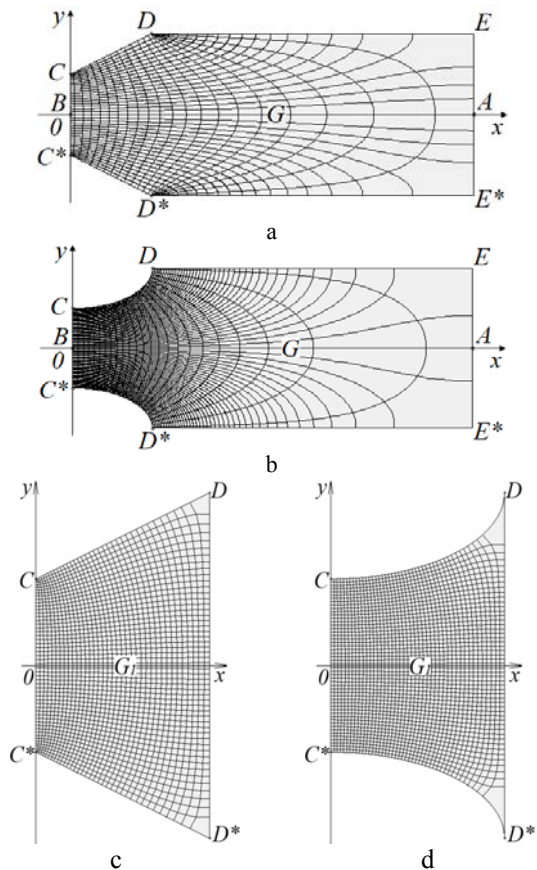 y D E
C
B G A
0 x
C* D* E*
a
y D E
C
B G A
0 x
C* D* E*
b
y D y D
C C
0 G1 x 0 G1 x
C* C*
D* D*
c d